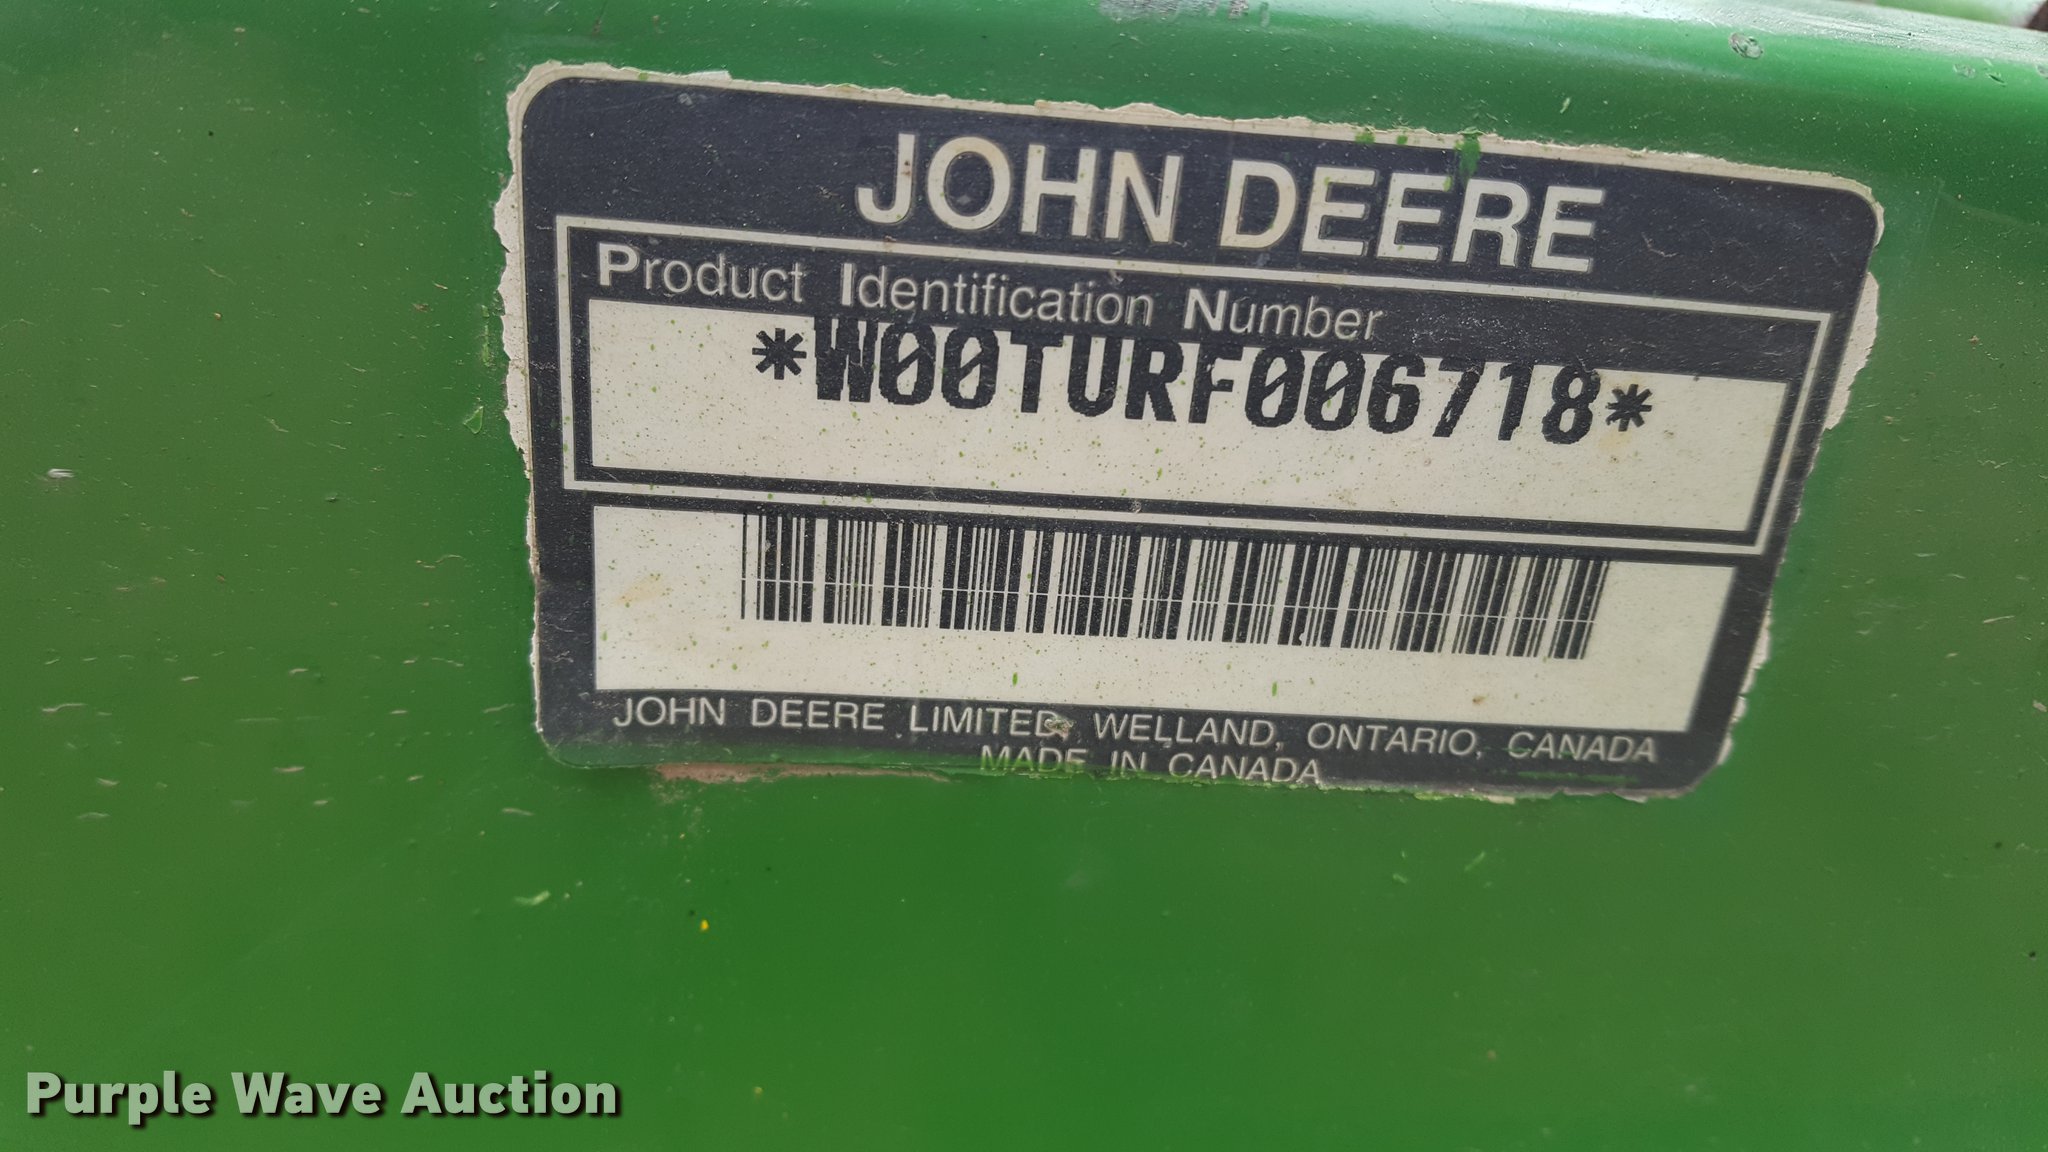 JOHN DEERE
Product Identification Number
*W00TURF006718*
JOHN DEERE LIMITED, WELLAND, ONTARIO, CANADA
MADE IN CANADA
Purple Wave Auction